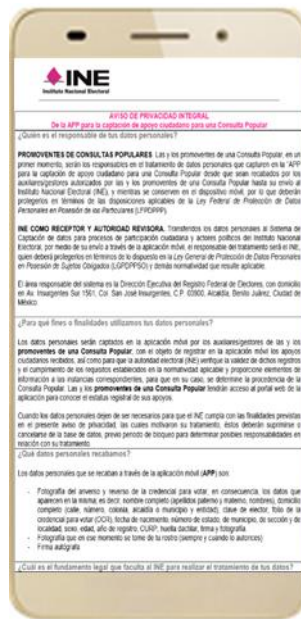 INE
Instituto Nacional Electoral
AVISO DE PRIVACIDAD INTEGRAL
De la APP para la captación de apoyo ciudadano para una Consulta Popular
¿Quién es el responsable de tus datos personales?
PROMOVENTES DE CONSULTAS POPULARES. Las y los promoventes de una Consulta Popular, en un
primer momento, serán los responsables en el tratamiento de datos personales que capturen en la "APP
para la captación de apoyo ciudadano para una Consulta Popular desde que sean recabados por los
auxiliares/gestores autorizados por las y los promoventes de una Consulta Popular hasta su envío al
Instituto Nacional Electoral (INE), y mientras se conserven en el dispositivo móvil, por lo que deberán
protegerlos en términos de las disposiciones aplicables de la Ley Federal de Protección de Datos
Personales en Posesión de los Particulares (LFPDPPP).
INE COMO RECEPTOR Y AUTORIDAD REVISORA. Transferidos los datos personales al Sistema de
Captación de datos para procesos de participación ciudadana y actores políticos del Instituto Nacional
Electoral, por medio de su envío a través de la aplicación móvil, el responsable del tratamiento será el INE,
quien deberá protegerlos en términos de lo dispuesto en la Ley General de Protección de Datos Personales
en Posesión de Sujetos Obligados (LGPDPPSO) y demás normatividad que resulte aplicable.
El área responsable del sistema es la Dirección Ejecutiva del Registro Federal de Electores, con domicilio
en Av. Insurgentes Sur 1561, Col. San José Insurgentes, C.P. 03900, Alcaldía, Benito Juárez, Ciudad de
México.
¿Para qué fines o finalidades utilizamos tus datos personales?
Los datos personales serán captados en la aplicación móvil por los auxiliares/gestores de las y los
promoventes de una Consulta Popular, con el objeto de registrar en la aplicación móvil los apoyos
ciudadanos recibidos, así como para que la autoridad electoral (INE) verifique la validez de dichos registros
y el cumplimiento de los requisitos establecidos en la normatividad aplicable y proporcione elementos de
información a las instancias correspondientes, para que en su caso, se determine la procedencia de la
Consulta Popular. Las y los promoventes de una Consulta Popular tendrán acceso al portal web de la
aplicación para conocer el estatus registral de sus apoyos.
Cuando los datos personales dejen de ser necesarios para que el INE cumpla con las finalidades previstas
en el presente aviso de privacidad, las cuales motivaron su tratamiento, éstos deberán suprimirse o
cancelarse de la base de datos, previo periodo de bloqueo para determinar posibles responsabilidades en
relación con su tratamiento.
¿Qué datos personales recabamos?
Los datos personales que se recaban a través de la aplicación móvil (APP) son:
- Fotografía del anverso y reverso de la credencial para votar, en consecuencia, los datos que
aparecen en la misma; es decir, nombre completo (apellidos paterno y materno, nombres), domicilio
completo (calle, número, colonia, alcaldía o municipio y entidad), clave de elector, folio de la
credencial para votar (OCR), fecha de nacimiento, número de estado, de municipio, de sección y de
localidad, sexo, edad, año de registro, CURP, huella dactilar, firma y fotografía.
- Fotografía que en ese momento se tome de tu rostro (siempre y cuando lo autorices)
- Firma autógrafa
¿Cuál es el fundamento legal que faculta al INE para realizar el tratamiento de tus datos?